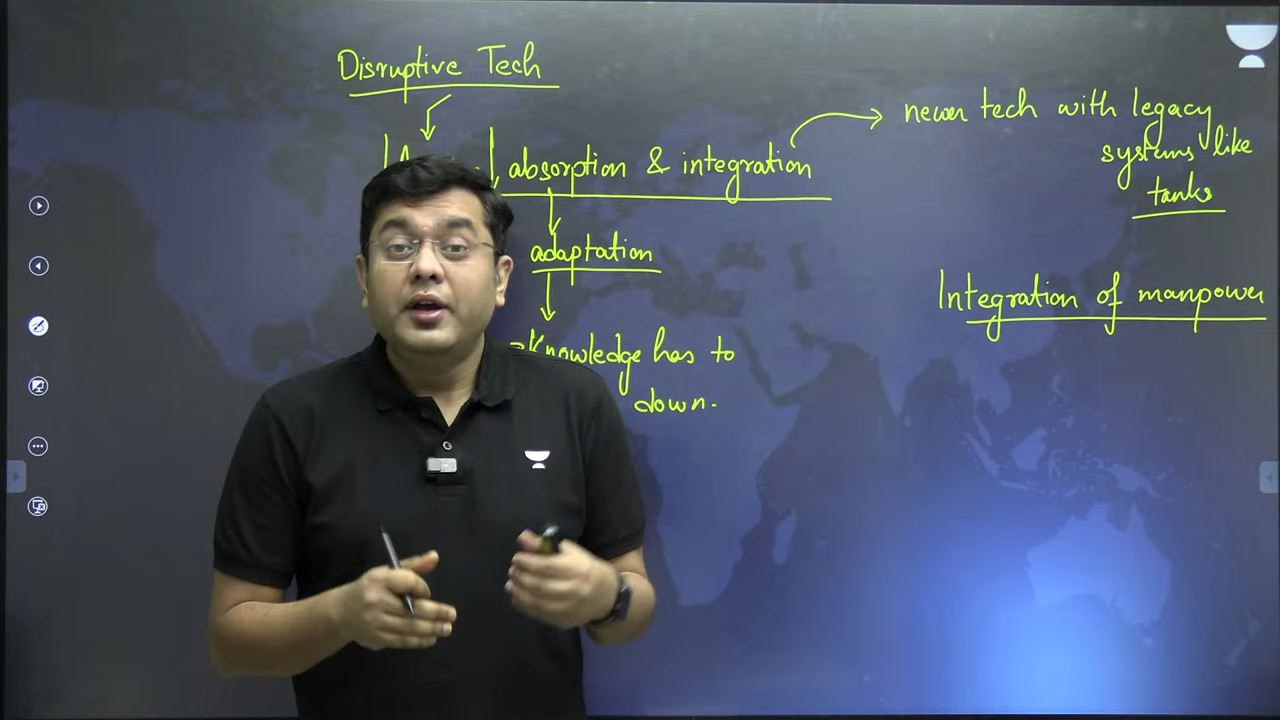 Disruptive Tech
absorption & integration
newer tech with legacy
systems like
tanks
adaptation
Integration of manpower
Knowledge has to
down.